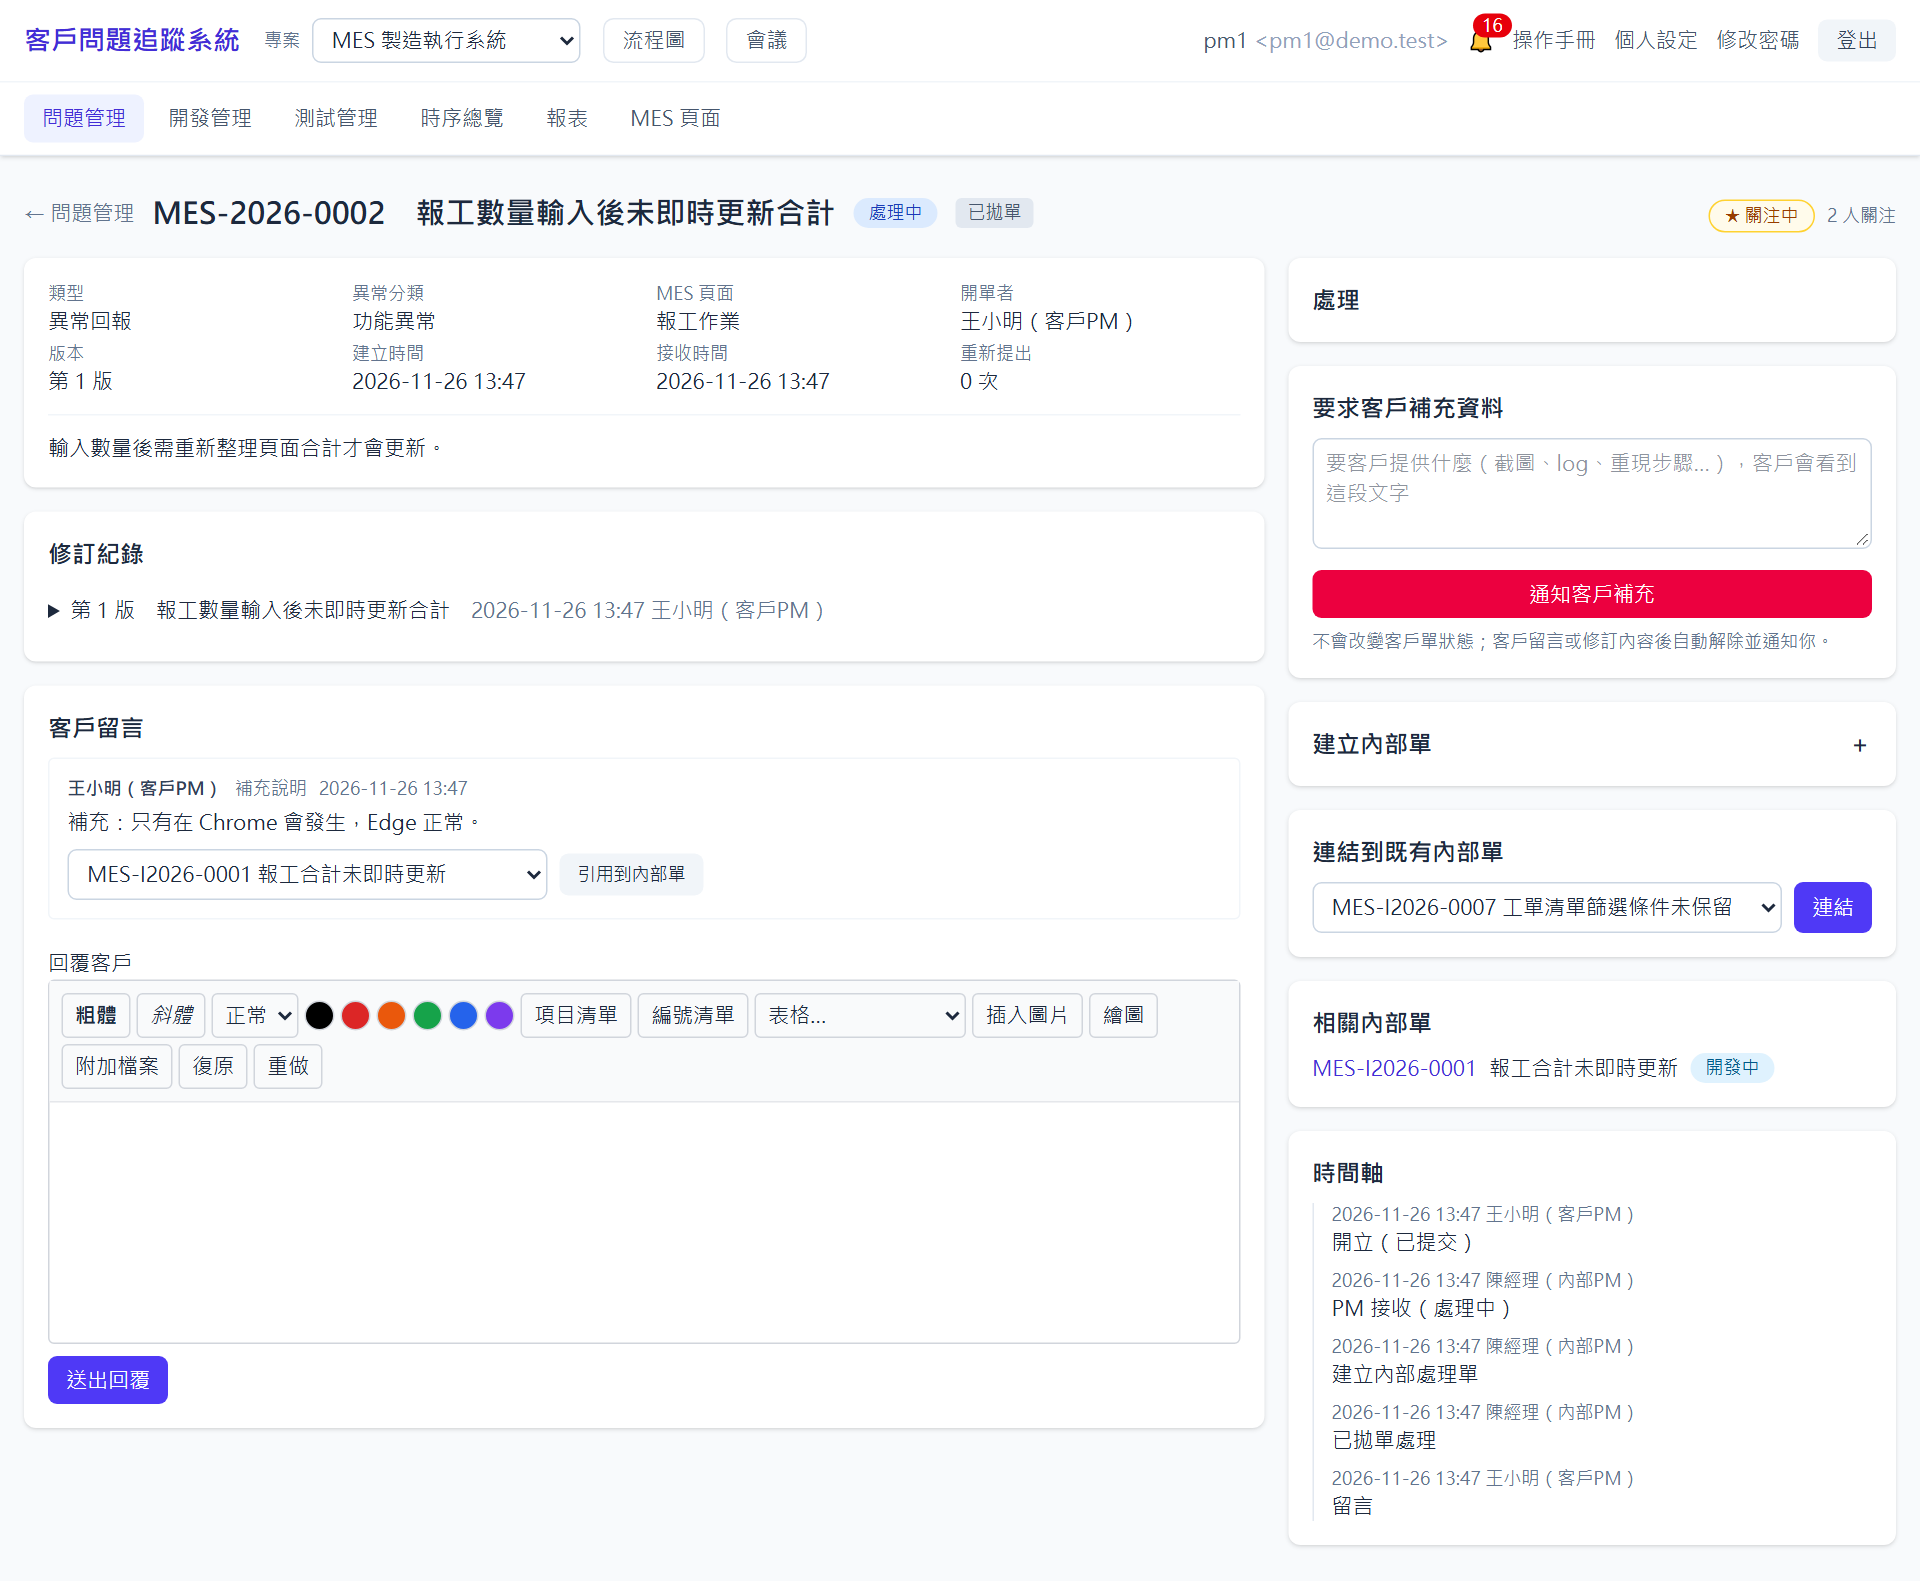 客戶問題追蹤系統 專案 MES 製造執行系統 流程圖 會議 pm1 <pm1@demo.test> 16 操作手冊 個人設定 修改密碼 登出
問題管理 開發管理 測試管理 時序總覽 報表 MES 頁面
← 問題管理 MES-2026-0002 報工數量輸入後未即時更新合計 處理中 已拋單 ★ 關注中 2 人關注
類型 異常分類 MES 頁面 開單者
異常回報 功能異常 報工作業 王小明（客戶PM）
版本 建立時間 接收時間 重新提出
第 1 版 2026-11-26 13:47 2026-11-26 13:47 0 次
輸入數量後需重新整理頁面合計才會更新。
修訂紀錄
▶ 第 1 版 報工數量輸入後未即時更新合計 2026-11-26 13:47 王小明（客戶PM）
客戶留言
王小明（客戶PM） 補充說明 2026-11-26 13:47
補充：只有在 Chrome 會發生，Edge 正常。
MES-I2026-0001 報工合計未即時更新 引用到內部單
回覆客戶
粗體 斜體 正常 項目清單 編號清單 表格... 插入圖片 繪圖
附加檔案 復原 重做
送出回覆
處理
要求客戶補充資料
要客戶提供什麼（截圖、log、重現步驟…），客戶會看到
這段文字
通知客戶補充
不會改變客戶單狀態；客戶留言或修訂內容後自動解除並通知你。
建立內部單 +
連結到既有內部單
MES-I2026-0007 工單清單篩選條件未保留 連結
相關內部單
MES-I2026-0001 報工合計未即時更新 開發中
時間軸
2026-11-26 13:47 王小明（客戶PM）
開立（已提交）
2026-11-26 13:47 陳經理（內部PM）
PM 接收（處理中）
2026-11-26 13:47 陳經理（內部PM）
建立內部處理單
2026-11-26 13:47 陳經理（內部PM）
已拋單處理
2026-11-26 13:47 王小明（客戶PM）
留言